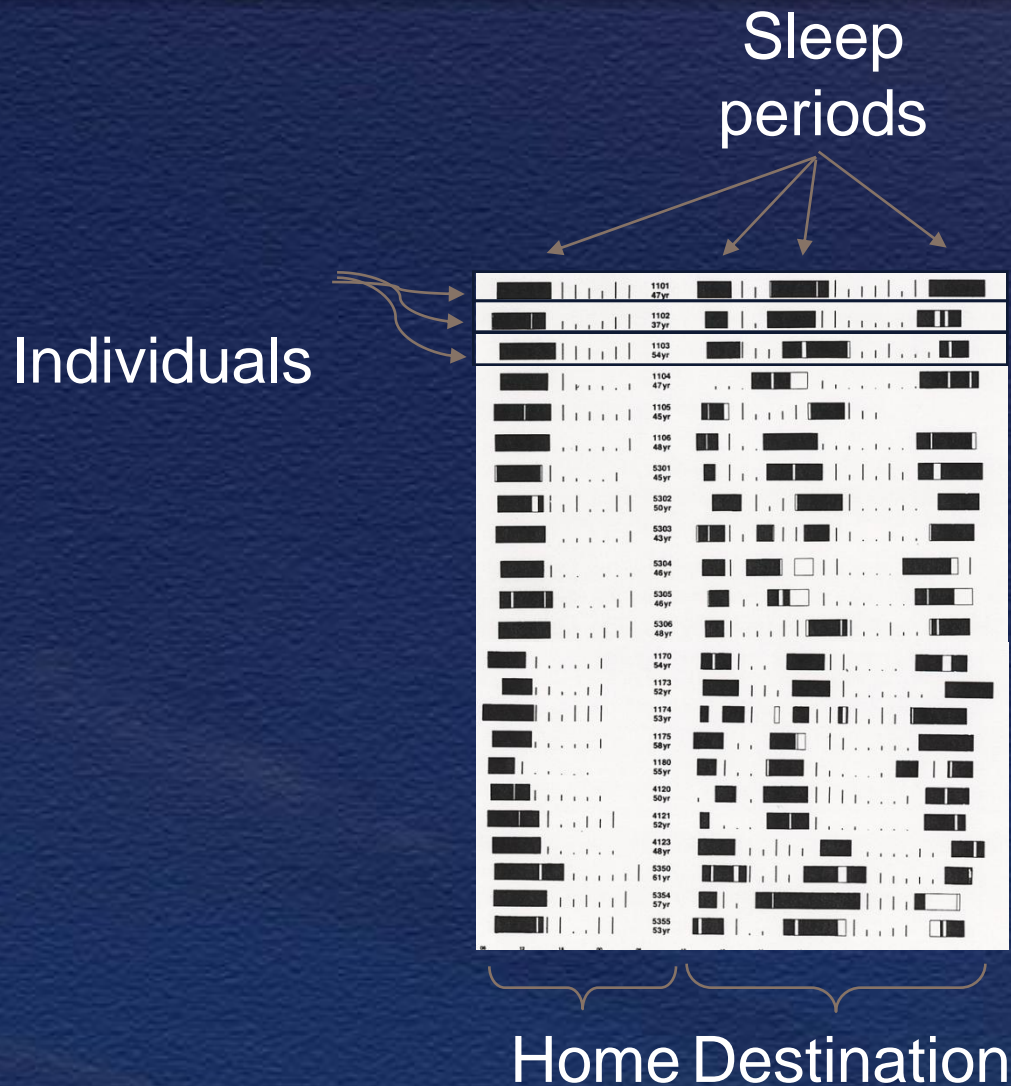 Sleep
periods
Individuals
1101
47yr
1102
37yr
1103
54yr
1104
47yr
1105
45yr
1106
48yr
5301
45yr
5302
50yr
5303
43yr
5304
46yr
5305
46yr
5306
48yr
1170
54yr
1173
52yr
1174
53yr
1175
58yr
1180
55yr
4120
50yr
4121
52yr
4123
48yr
5350
61yr
5354
57yr
5355
53yr
Home Destination